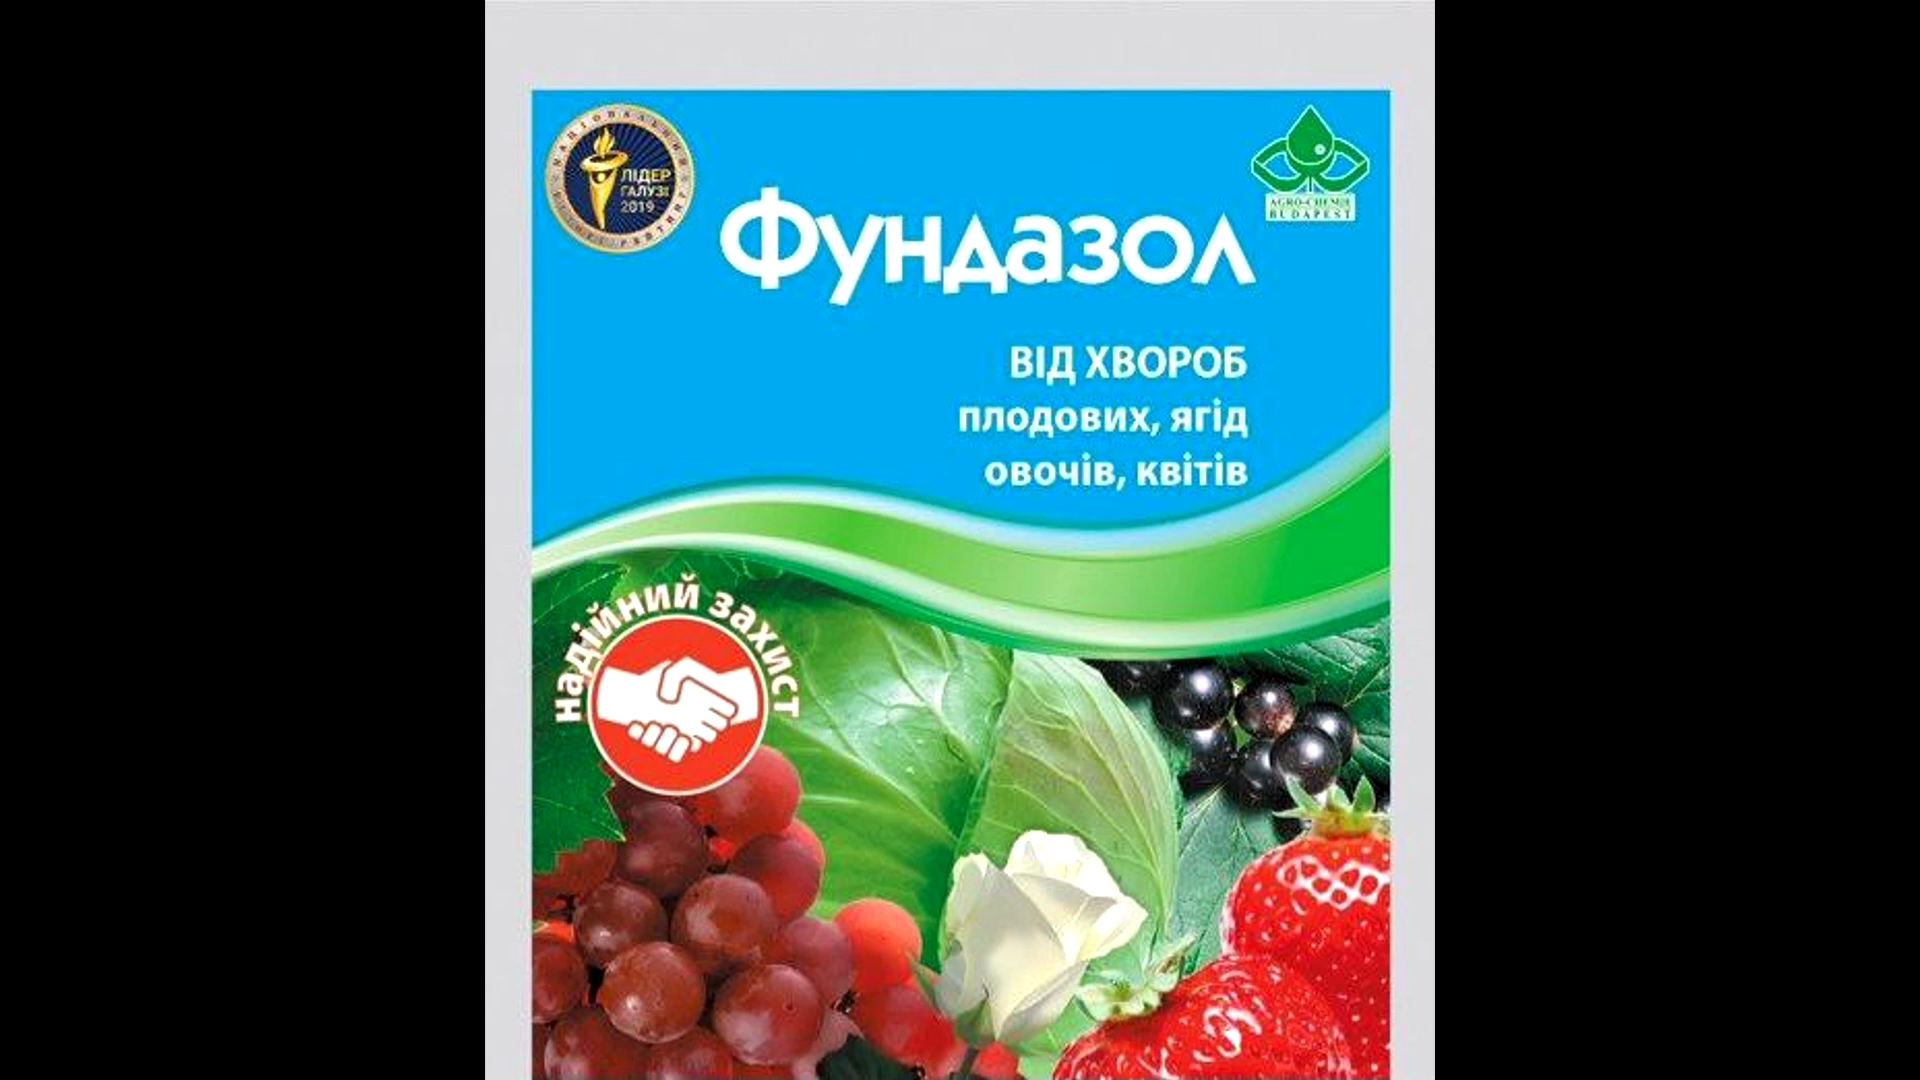 ЛІДЕР
ГАЛУЗІ
2019
AGRO-CHEMIE
BUDAPEST
Фундазол
ВІД ХВОРОБ
плодових, ягід
овочів, квітів
надійний захист